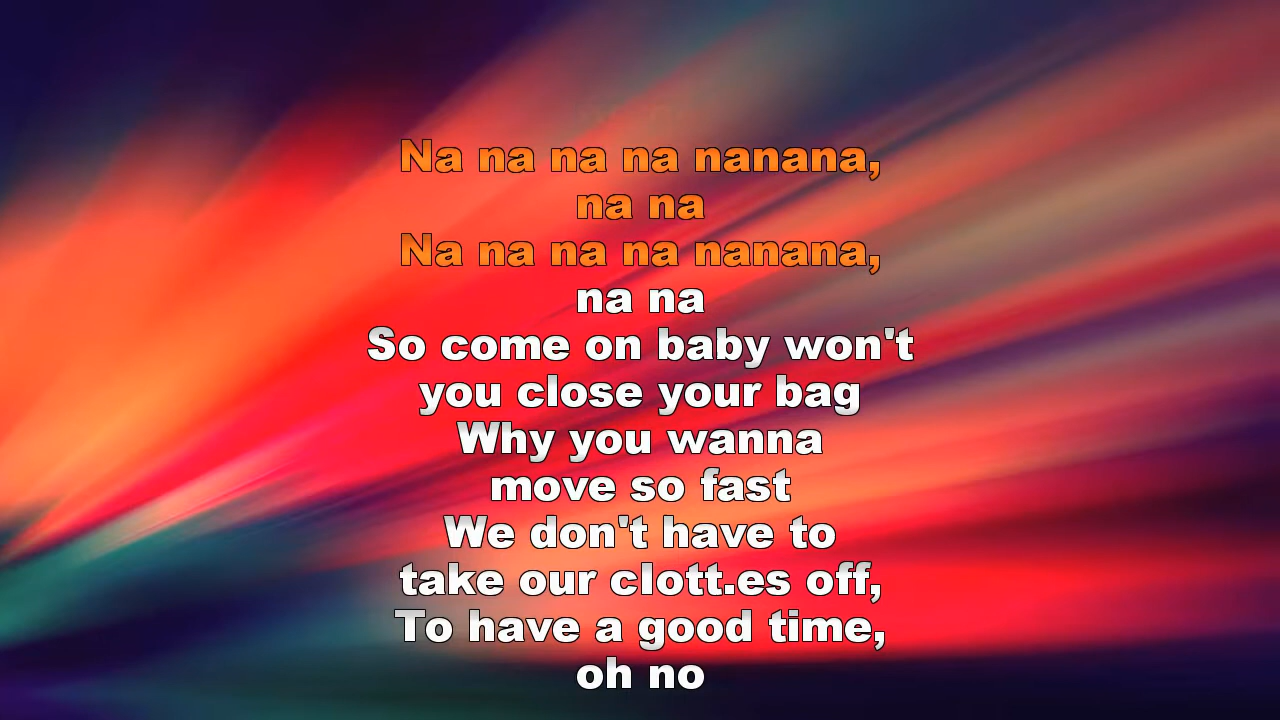 Na na na na nanana,
na na
Na na na na nanana,
na na
So come on baby won't
you close your bag
Why you wanna
move so fast
We don't have to
take our clott.es off,
To have a good time,
oh no